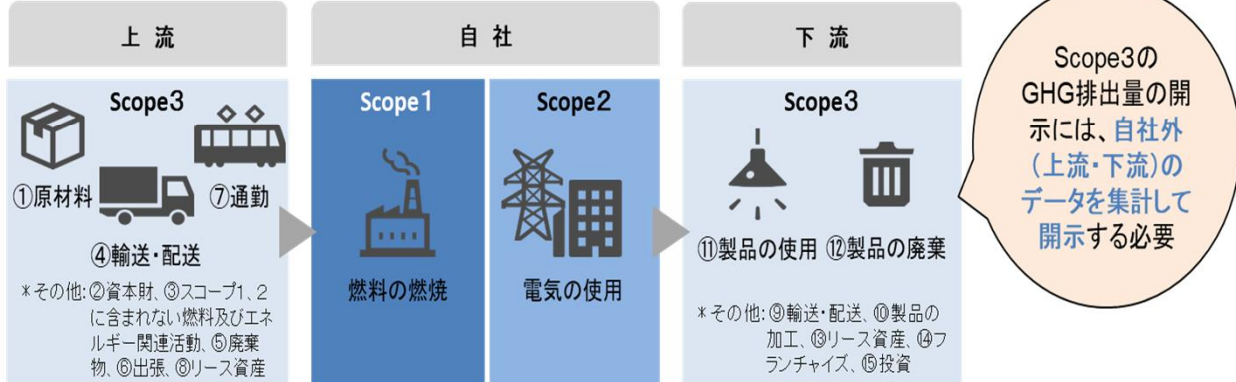 上 流
Scope3
①原材料
⑦通勤
④輸送・配送
*その他:②資本財、③スコープ1、2
に含まれない燃料及びエネ
ルギー関連活動、⑤廃棄
物、⑥出張、⑧リース資産
自 社
Scope1
燃料の燃焼
Scope2
電気の使用
下 流
Scope3
⑪製品の使用
⑫製品の廃棄
*その他:⑨輸送・配送、⑩製品の
加工、⑬リース資産、⑭フ
ランチャイズ、⑮投資
Scope3の
GHG排出量の開
示には、自社外
(上流・下流)の
データを集計して
開示する必要